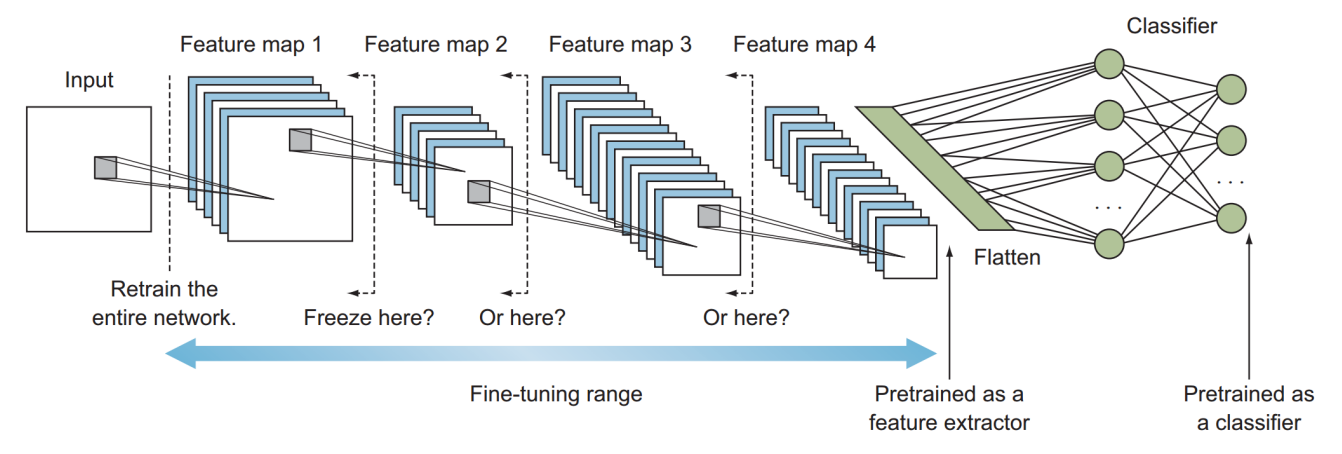 Classifier
Feature map 1
Feature map 2
Feature map 3
Feature map 4
Input
. . .
. . .
Flatten
Retrain the
entire network.
Freeze here?
Or here?
Or here?
Fine-tuning range
Pretrained as a
feature extractor
Pretrained as
a classifier